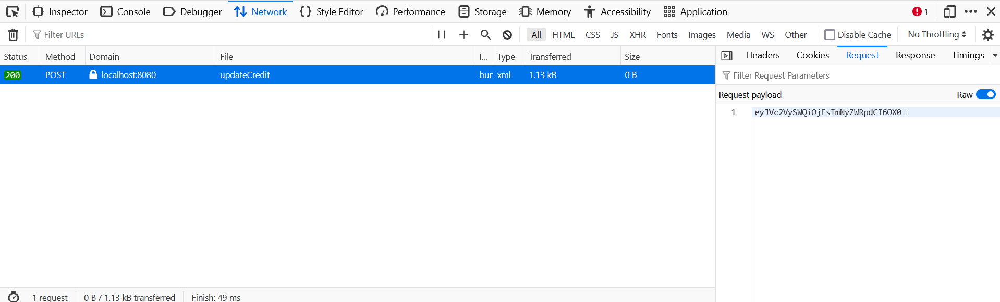 Inspector Console Debugger Network Style Editor Performance Storage Memory Accessibility Application 1
Filter URLs All HTML CSS JS XHR Fonts Images Media WS Other Disable Cache No Throttling
Status Method Domain File I... Type Transferred Size Headers Cookies Request Response Timings
200 POST localhost:8080 updateCredit bur xml 1.13 kB 0 B
Filter Request Parameters
Request payload Raw
1 eyJVc2VySWQiOjEsImNyZWRpdCI6OX0=
1 request 0 B / 1.13 kB transferred Finish: 49 ms